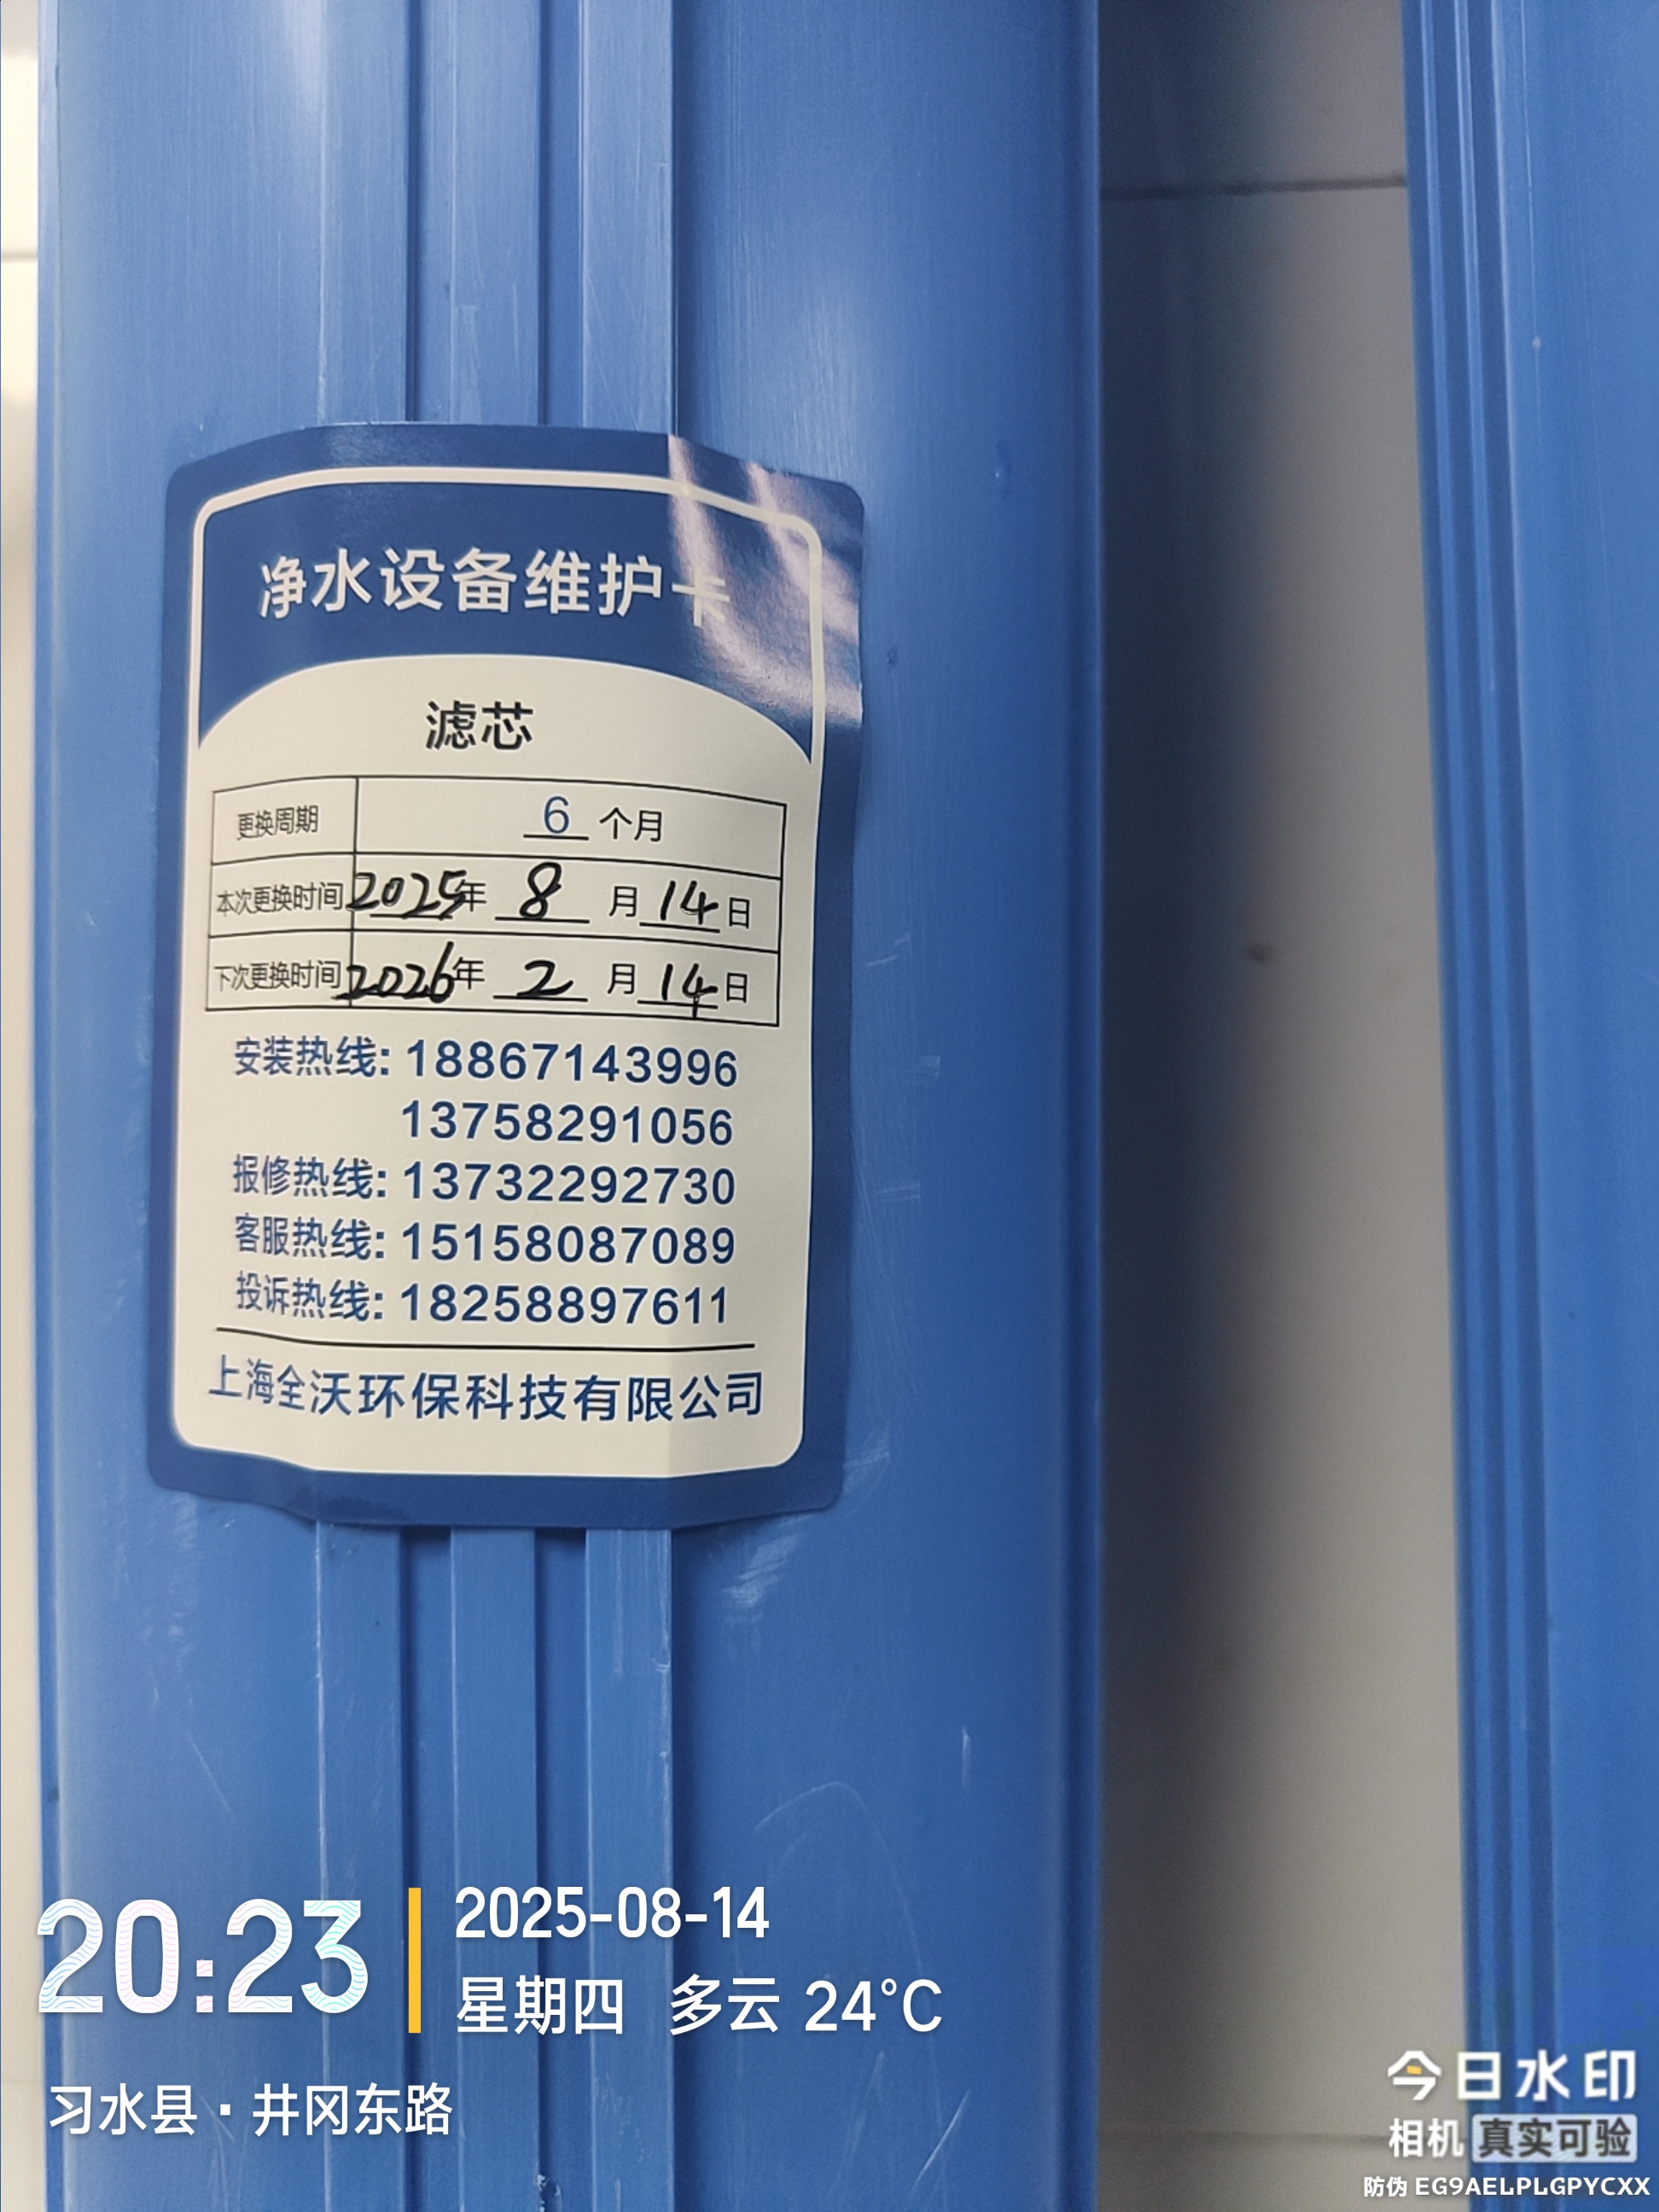 净水设备维护卡
滤芯
更换周期 6 个月
本次更换时间 2025年 8 月 14 日
下次更换时间 2026年 2 月 14 日
安装热线: 18867143996
13758291056
报修热线: 13732292730
客服热线: 15158087089
投诉热线: 18258897611
上海全沃环保科技有限公司
20:23
2025-08-14
星期四 多云 24°C
习水县·井冈东路
今日水印
相机 真实可验
防伪 EG9AELPLGPYCXX